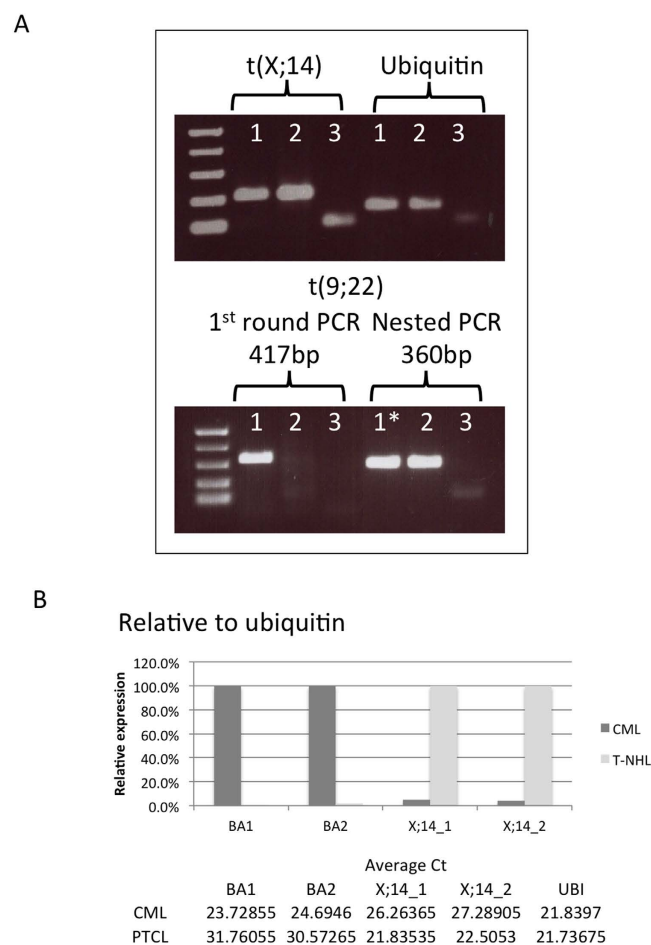 A
t(X;14) Ubiquitin
1 2 3 1 2 3
t(9;22)
1st round PCR Nested PCR
417bp 360bp
1 2 3 1* 2 3
B
Relative to ubiquitin
Relative expression
120.0%
100.0%
80.0%
60.0%
40.0%
20.0%
0.0%
BA1 BA2 X;14_1 X;14_2
CML
T-NHL
Average Ct
BA1 BA2 X;14_1 X;14_2 UBI
CML 23.72855 24.6946 26.26365 27.28905 21.8397
PTCL 31.76055 30.57265 21.83535 22.5053 21.73675